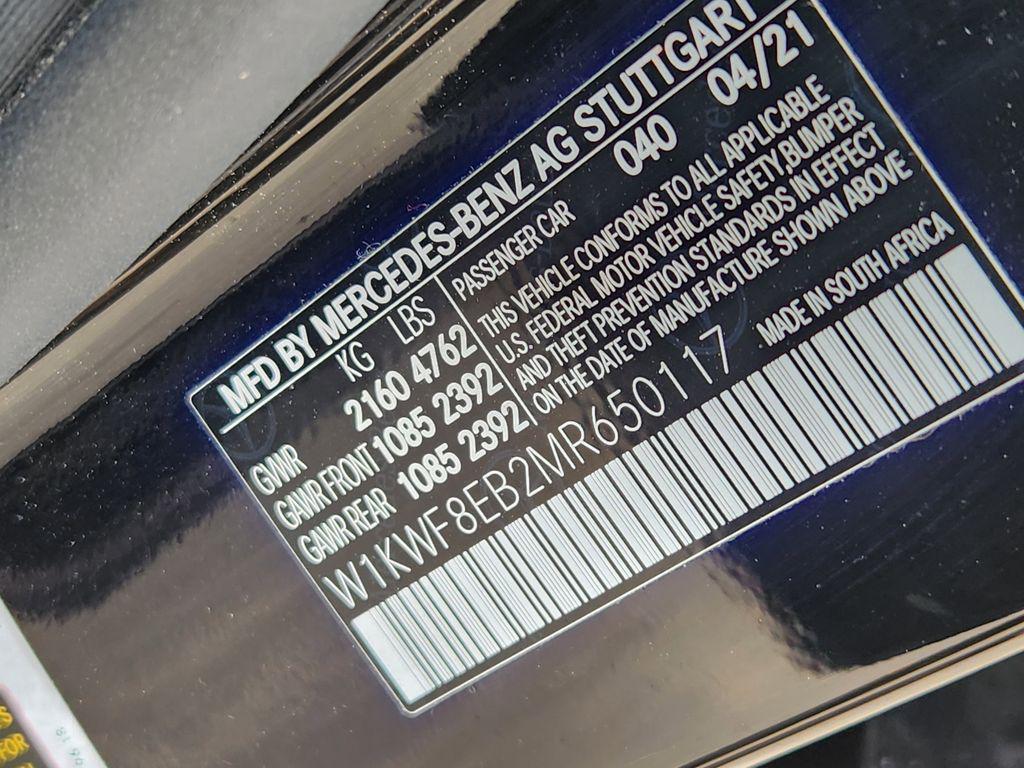 MFD BY MERCEDES-BENZ AG STUTTGART
KG LBS
040 04/21
GWWR 2160 4762
GAWR FRONT 1085 2392
GAWR REAR 1085 2392
PASSENGER CAR
THIS VEHICLE CONFORMS TO ALL APPLICABLE
U.S. FEDERAL MOTOR VEHICLE SAFETY,BUMPER
AND THEFT PREVENTION STANDARDS IN EFFECT
ON THE DATE OF MANUFACTURE SHOWN ABOVE
W1KWF8EB2MR650117
MADE IN SOUTH AFRICA
FOR